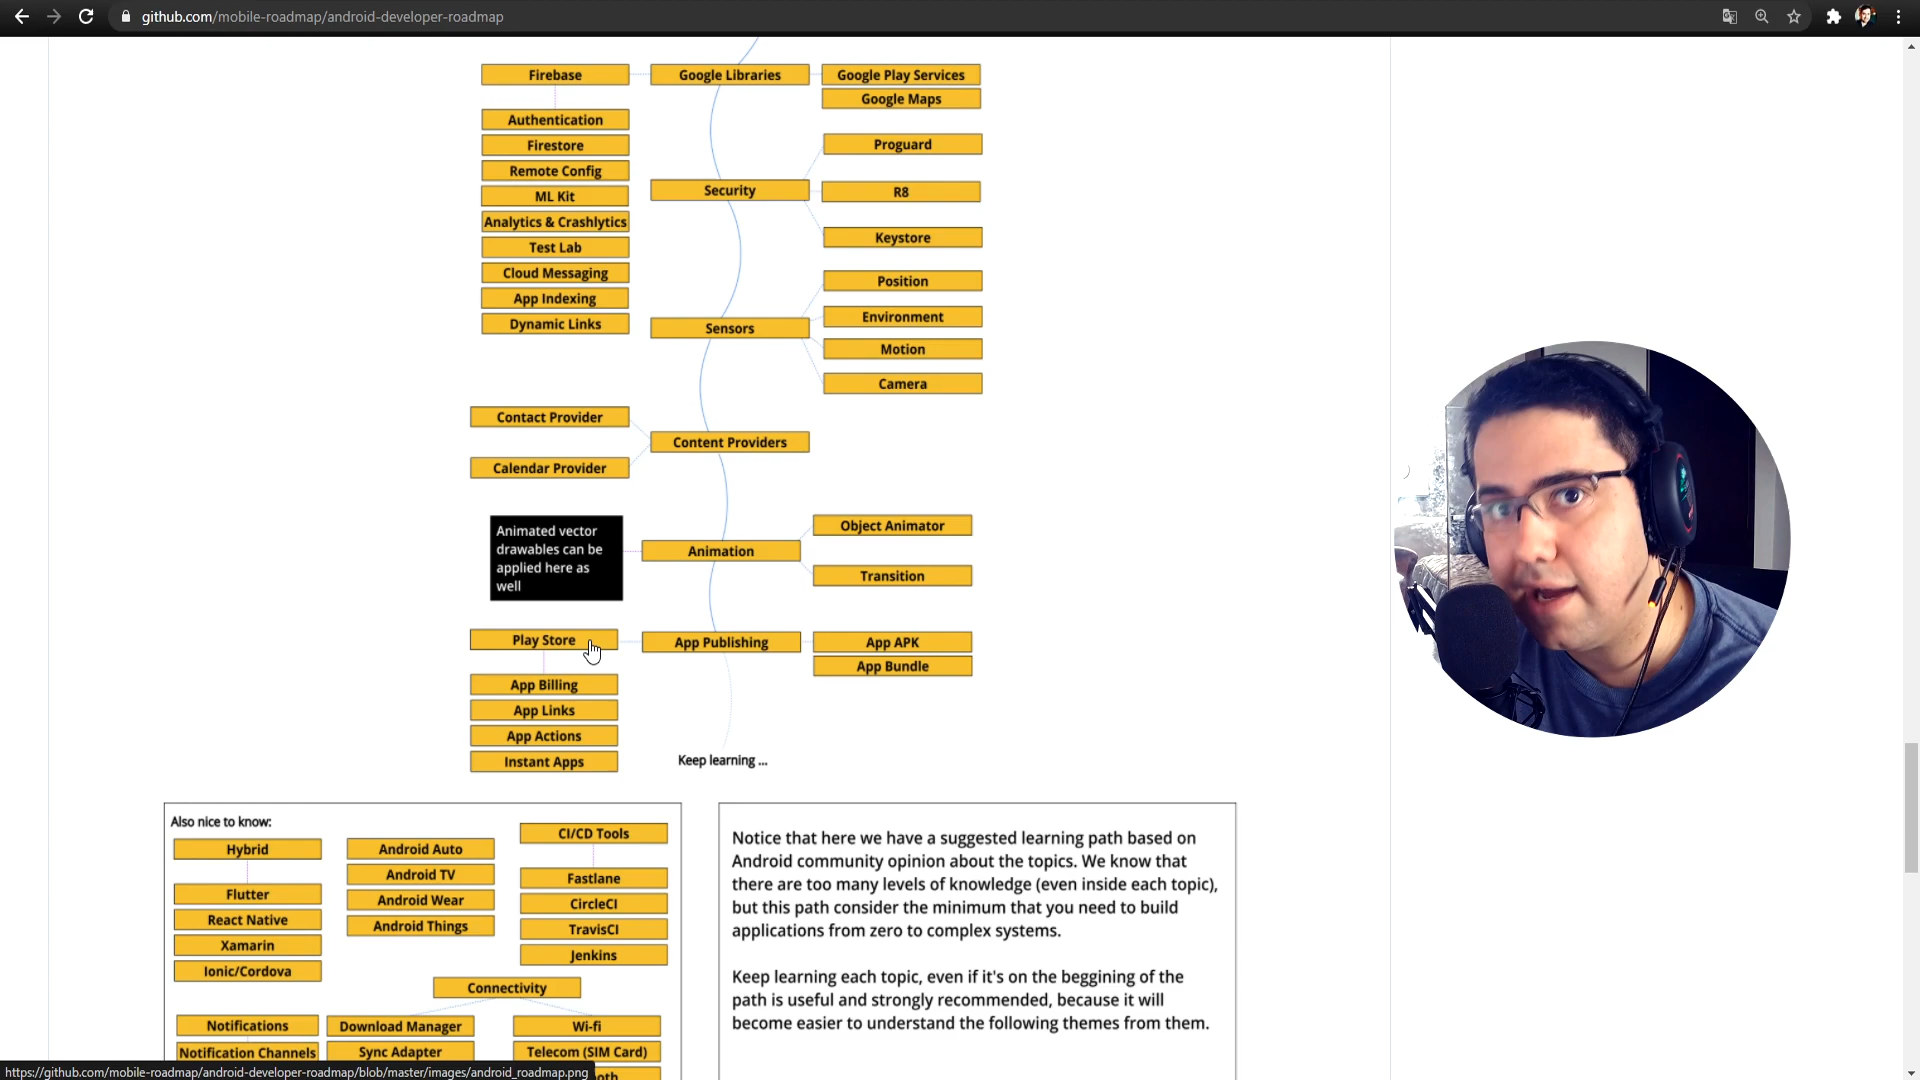 github.com/mobile-roadmap/android-developer-roadmap
Firebase
Google Libraries
Google Play Services
Google Maps
Authentication
Firestore
Remote Config
ML Kit
Analytics & Crashlytics
Test Lab
Cloud Messaging
App Indexing
Dynamic Links
Security
Proguard
R8
Keystore
Sensors
Position
Environment
Motion
Camera
Contact Provider
Content Providers
Calendar Provider
Animated vector
drawables can be
applied here as
well
Animation
Object Animator
Transition
Play Store
App Publishing
App APK
App Bundle
App Billing
App Links
App Actions
Instant Apps
Keep learning ...
Also nice to know:
Hybrid
Flutter
React Native
Xamarin
Ionic/Cordova
Android Auto
Android TV
Android Wear
Android Things
CI/CD Tools
Fastlane
CircleCI
TravisCI
Jenkins
Connectivity
Notifications
Notification Channels
Download Manager
Sync Adapter
Wi-fi
Telecom (SIM Card)
Notice that here we have a suggested learning path based on
Android community opinion about the topics. We know that
there are too many levels of knowledge (even inside each topic),
but this path consider the minimum that you need to build
applications from zero to complex systems.
Keep learning each topic, even if it's on the beggining of the
path is useful and strongly recommended, because it will
become easier to understand the following themes from them.
https://github.com/mobile-roadmap/android-developer-roadmap/blob/master/images/android_roadmap.png